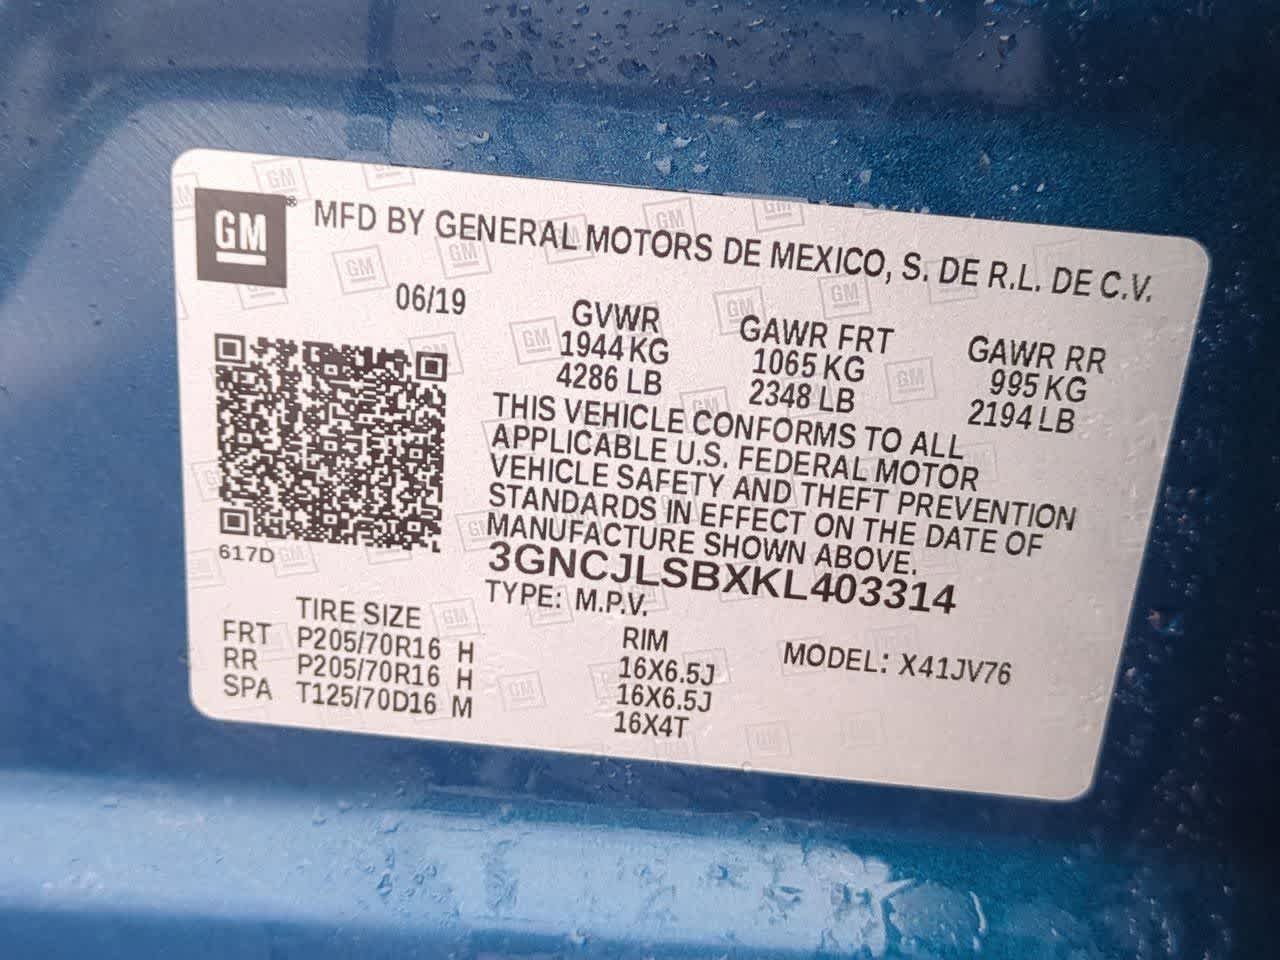 GM® MFD BY GENERAL MOTORS DE MEXICO, S. DE R.L. DE C.V.
06/19
GVWR GAWR FRT GAWR RR
1944 KG 1065 KG 995 KG
4286 LB 2348 LB 2194 LB
THIS VEHICLE CONFORMS TO ALL
APPLICABLE U.S. FEDERAL MOTOR
VEHICLE SAFETY AND THEFT PREVENTION
STANDARDS IN EFFECT ON THE DATE OF
MANUFACTURE SHOWN ABOVE.
617D
3GNCJLSBXKL403314
TYPE: M.P.V.
TIRE SIZE RIM MODEL: X41JV76
FRT P205/70R16 H 16X6.5J
RR P205/70R16 H 16X6.5J
SPA T125/70D16 M 16X4T